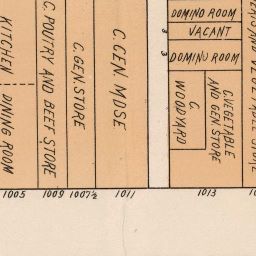 KITCHEN
DINING ROOM
C. POUTRY AND BEEF STORE
C. GEN. STORE
C. GEN. MDSE
3
3
DOMINO ROOM
VACANT
DOMINO ROOM
C.
WOODYARD
C. VEGETABLE
AND GEN. STORE
1005 1009 1007½ 1011 1013